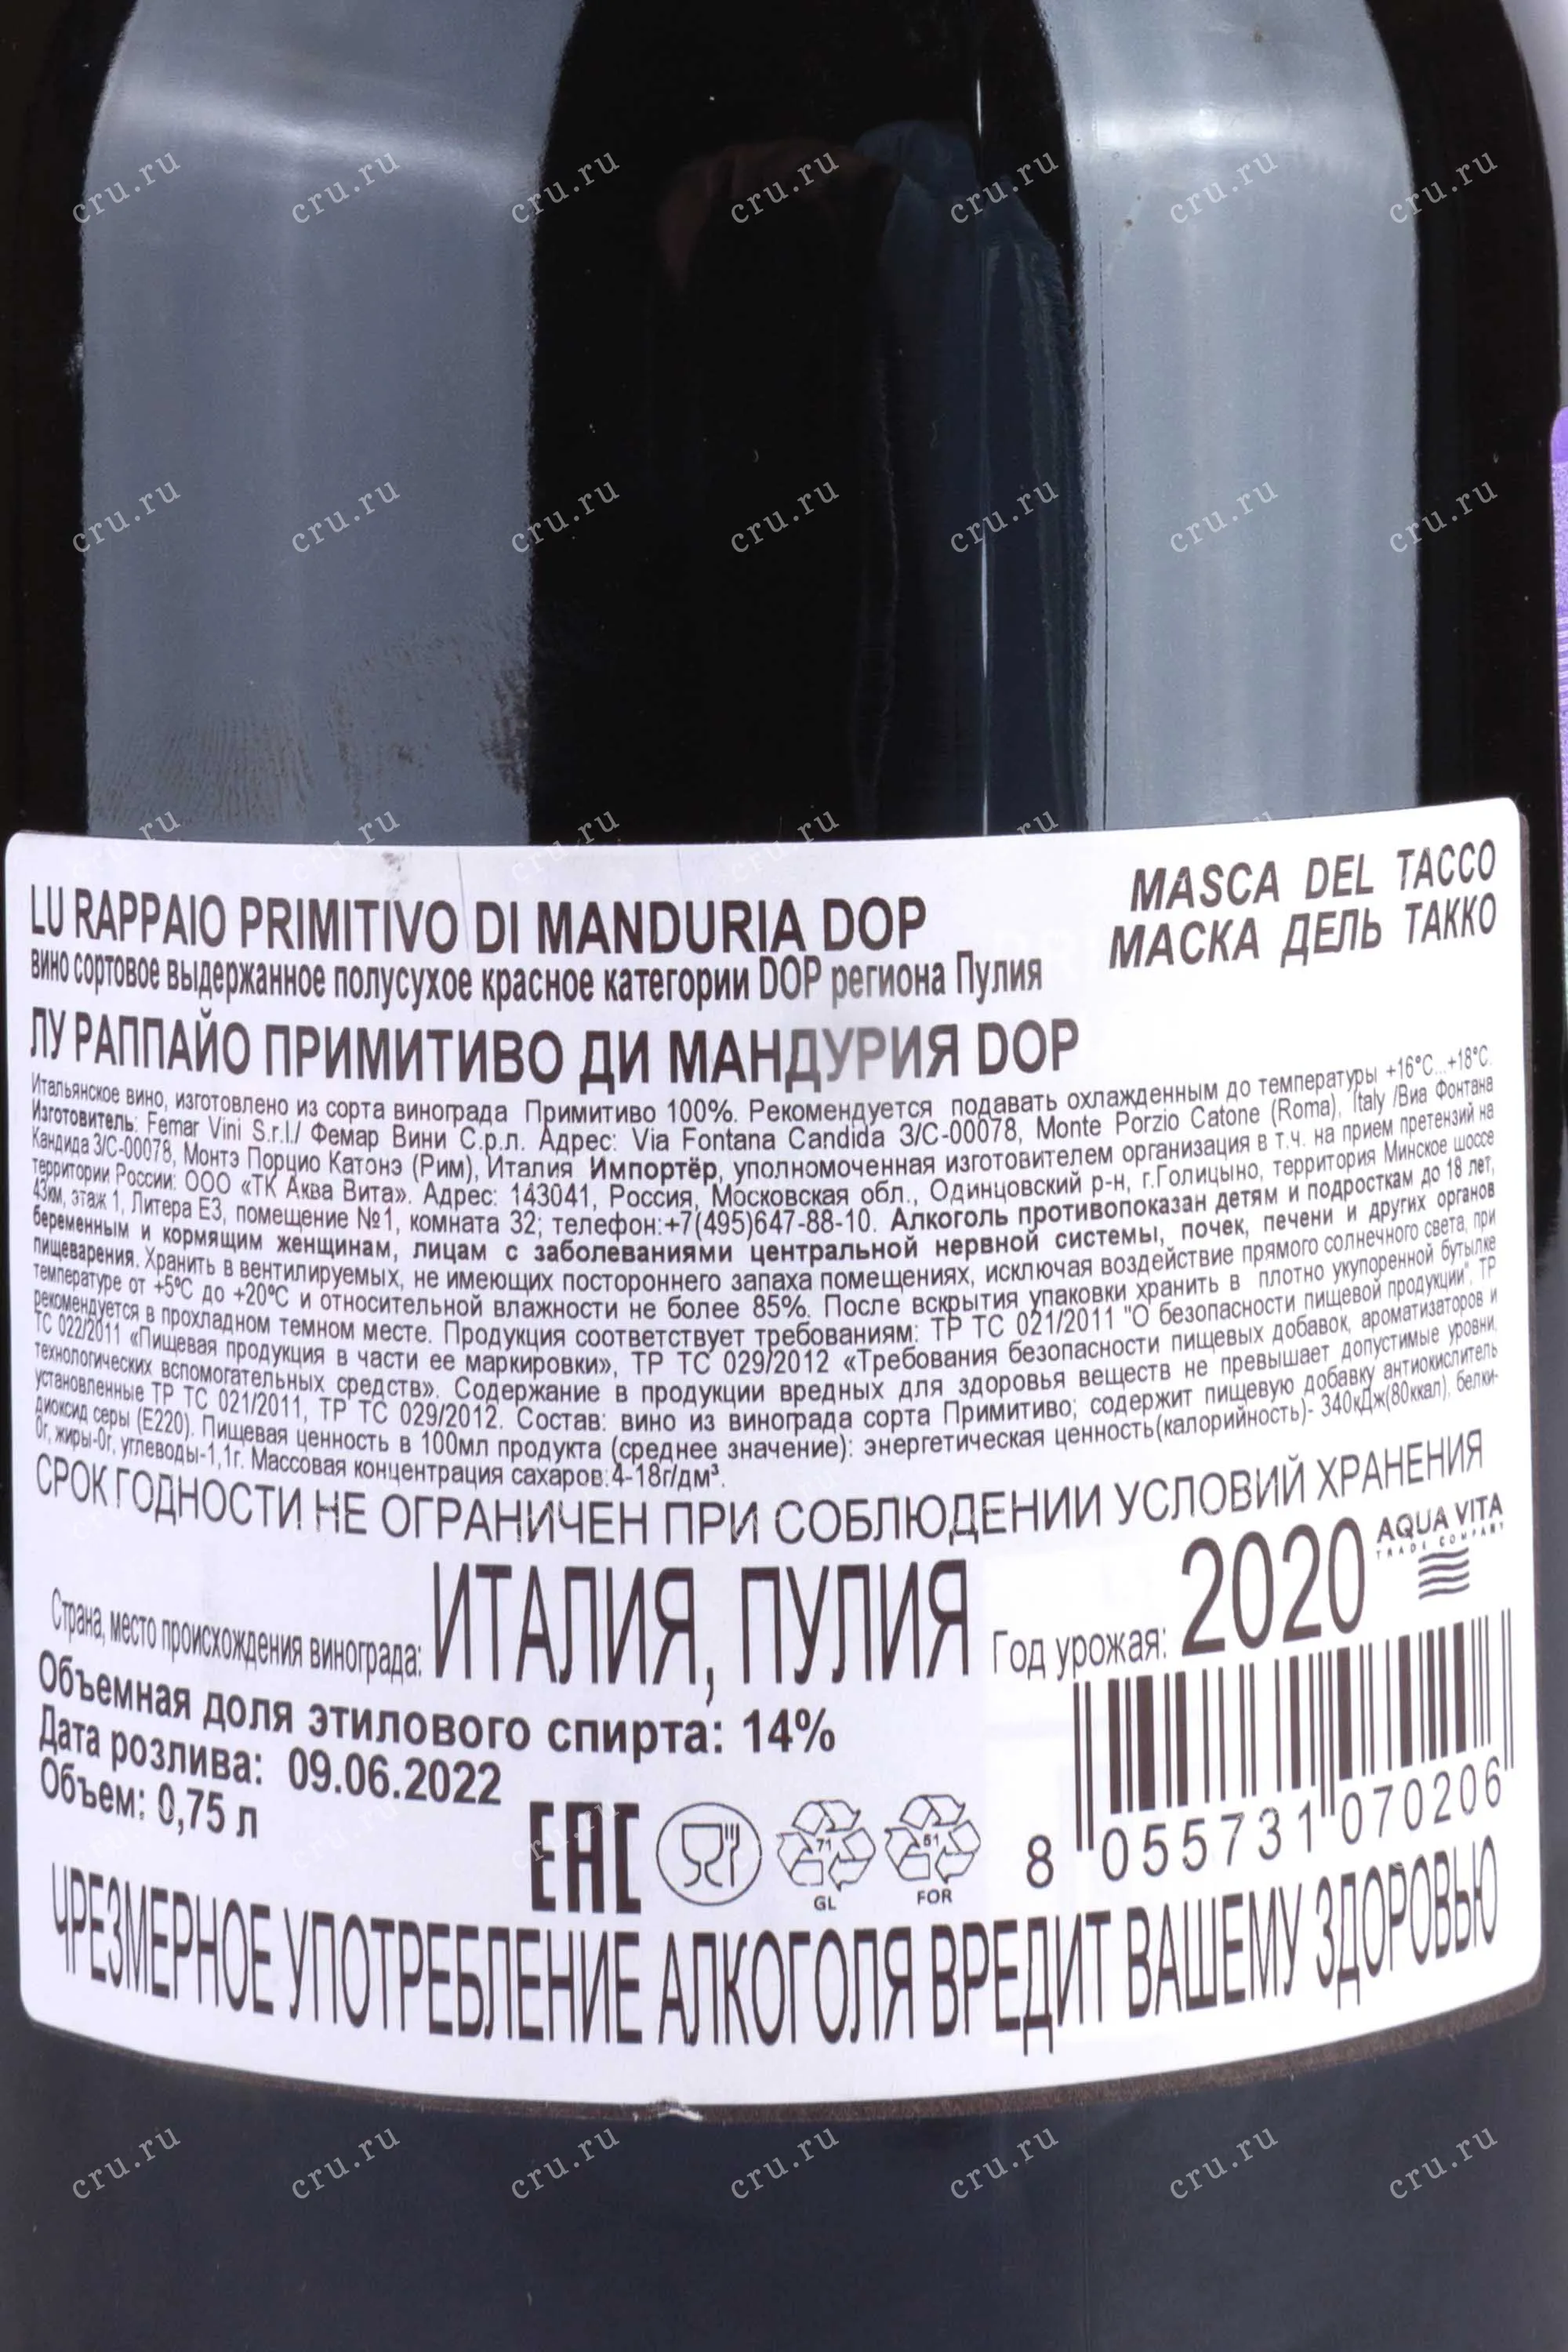 MASCA DEL TACCO
МАСКА ДЕЛЬ ТАККО
LU RAPPAIO PRIMITIVO DI MANDURIA DOP
вино сортовое выдержанное полусухое красное категории DOP региона Пулия
ЛУ РАППАЙО ПРИМИТИВО ДИ МАНДУРИЯ DOP
Итальянское вино, изготовлено из сорта винограда Примитиво 100%. Рекомендуется подавать охлажденным до температуры +16°C...+18°C.
Изготовитель: Femar Vini S.r.l./ Фемар Вини С.р.л. Адрес: Via Fontana Candida 3/C-00078, Monte Porzio Catone (Roma), Italy /Виа Фонтана
Кандида 3/С-00078, Монтэ Порцио Катонэ (Рим), Италия Импортёр, уполномоченная изготовителем организация в т.ч. на прием претензий на
территории России: ООО «ТК Аква Вита». Адрес: 143041, Россия, Московская обл., Одинцовский р-н, г.Голицыно, территория Минское шоссе
43км, этаж 1, Литера Е3, помещение №1, комната 32; телефон:+7(495)647-88-10. Алкоголь противопоказан детям и подросткам до 18 лет,
беременным и кормящим женщинам, лицам с заболеваниями центральной нервной системы, почек, печени и других органов
пищеварения. Хранить в вентилируемых, не имеющих постороннего запаха помещениях, исключая воздействие прямого солнечного света, при
температуре от +5°C до +20°C и относительной влажности не более 85%. После вскрытия упаковки хранить в плотно укупоренной бутылке
рекомендуется в прохладном темном месте. Продукция соответствует требованиям: ТР ТС 021/2011 "О безопасности пищевой продукции", ТР
ТС 022/2011 «Пищевая продукция в части ее маркировки», ТР ТС 029/2012 «Требования безопасности пищевых добавок, ароматизаторов и
технологических вспомогательных средств». Содержание в продукции вредных для здоровья веществ не превышает допустимые уровни,
установленные ТР ТС 021/2011, ТР ТС 029/2012. Состав: вино из винограда сорта Примитиво; содержит пищевую добавку антиокислитель
диоксид серы (Е220). Пищевая ценность в 100мл продукта (среднее значение): энергетическая ценность(калорийность)- 340кДж(80ккал), белки-
0г, жиры-0г, углеводы-1,1г. Массовая концентрация сахаров:4-18г/дм³.
СРОК ГОДНОСТИ НЕ ОГРАНИЧЕН ПРИ СОБЛЮДЕНИИ УСЛОВИЙ ХРАНЕНИЯ
Страна, место происхождения винограда: ИТАЛИЯ, ПУЛИЯ Год урожая: 2020
AQUA VITA
TRADE COMPANY
Объемная доля этилового спирта: 14%
Дата розлива: 09.06.2022
Объем: 0,75 л
EAC
71
GL
51
FOR
8 055731 070206
ЧРЕЗМЕРНОЕ УПОТРЕБЛЕНИЕ АЛКОГОЛЯ ВРЕДИТ ВАШЕМУ ЗДОРОВЬЮ
cru.ru